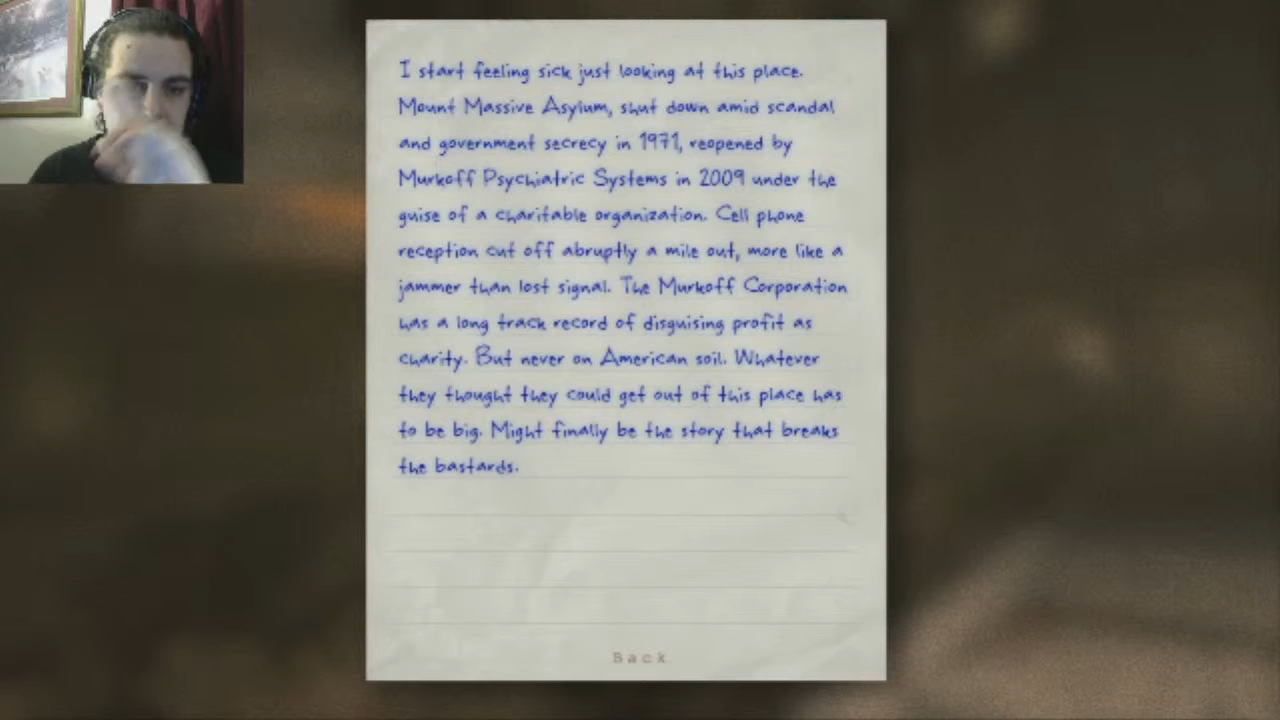 I start feeling sick just looking at this place.
Mount Massive Asylum, shut down amid scandal
and government secrecy in 1971, reopened by
Murkoff Psychiatric Systems in 2009 under the
guise of a charitable organization. Cell phone
reception cut off abruptly a mile out, more like a
jammer than lost signal. The Murkoff Corporation
has a long track record of disguising profit as
charity. But never on American soil. Whatever
they thought they could get out of this place has
to be big. Might finally be the story that breaks
the bastards.
Back